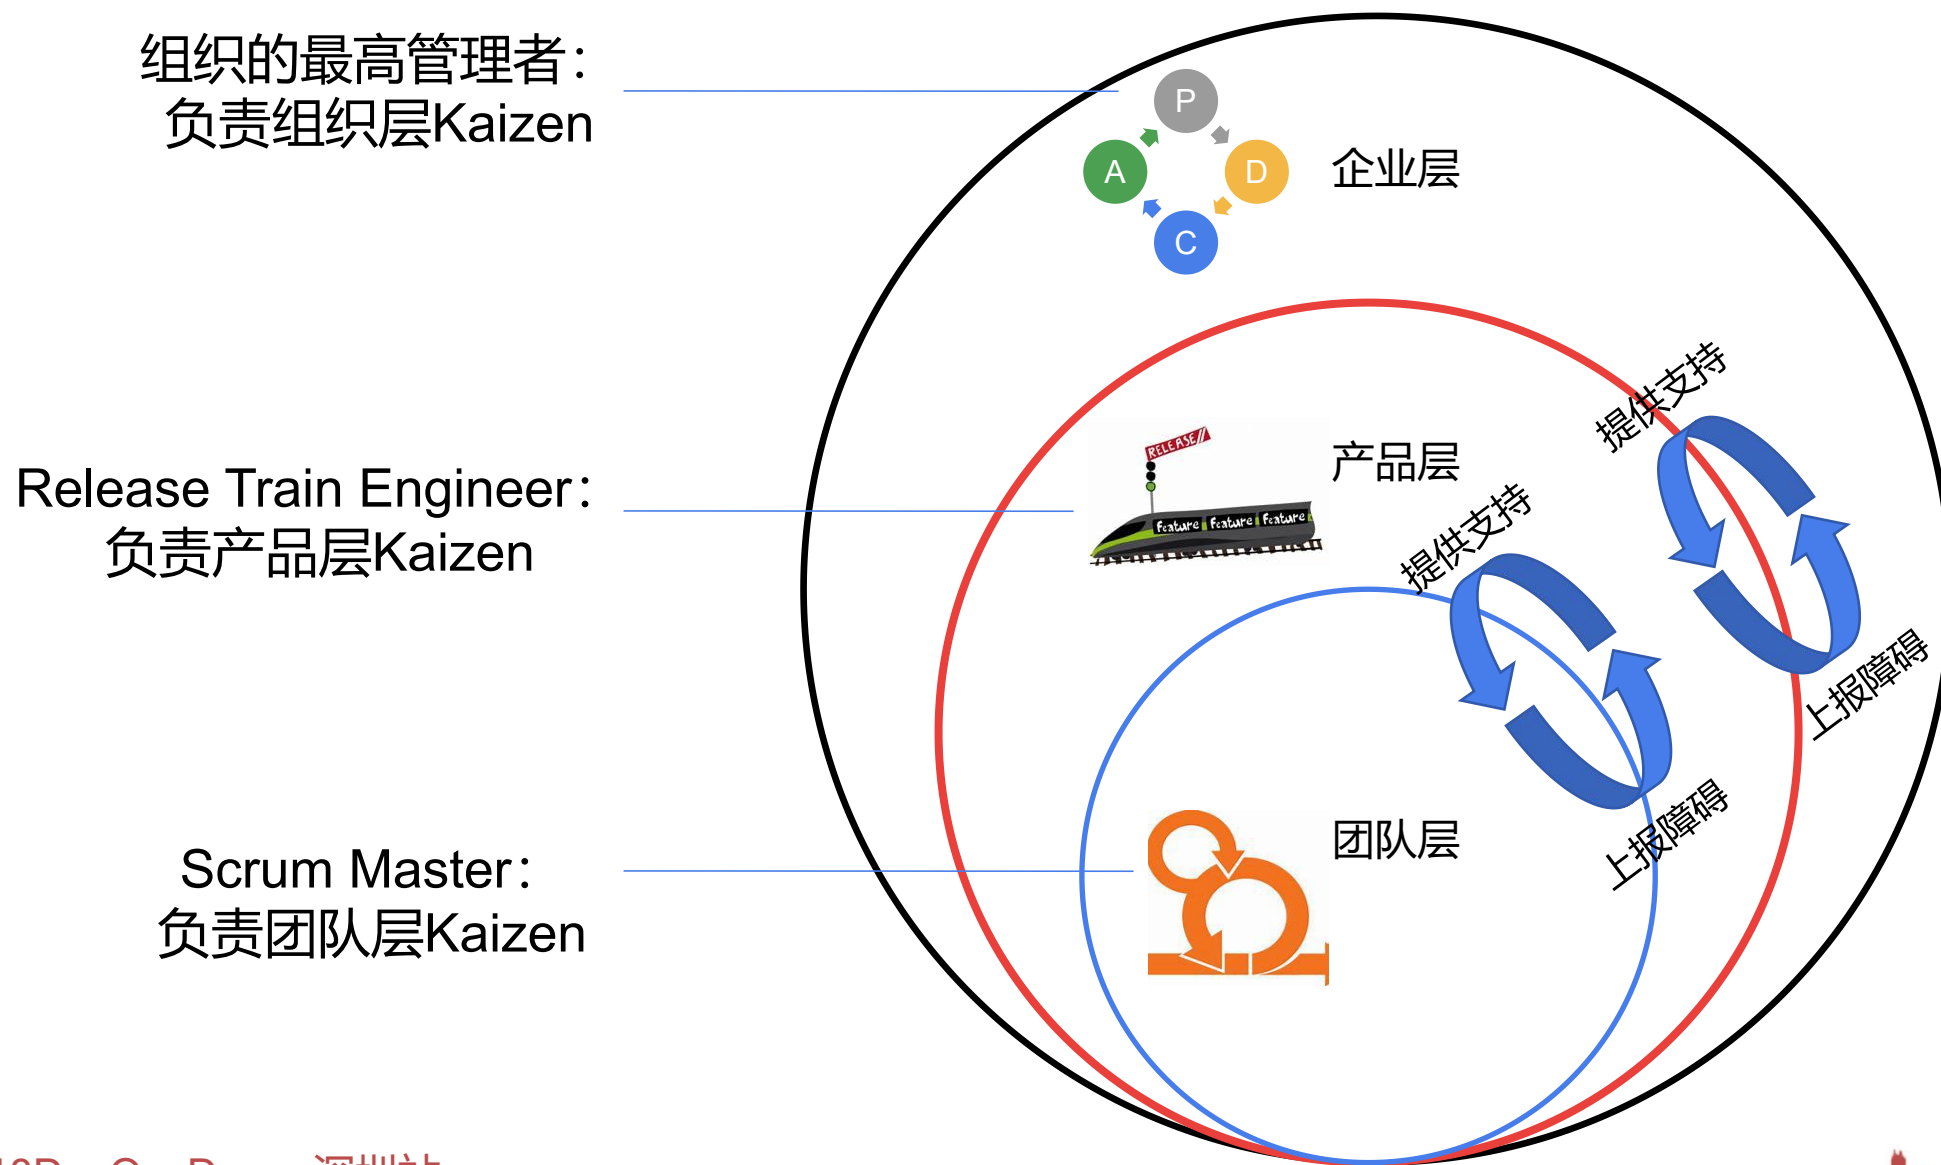 组织的最高管理者：
负责组织层Kaizen
P
A
D
C
企业层
提供支持
RELEASE//
产品层
Release Train Engineer：
负责产品层Kaizen
Feature Feature Feature
提供支持
上报障碍
上报障碍
团队层
Scrum Master：
负责团队层Kaizen